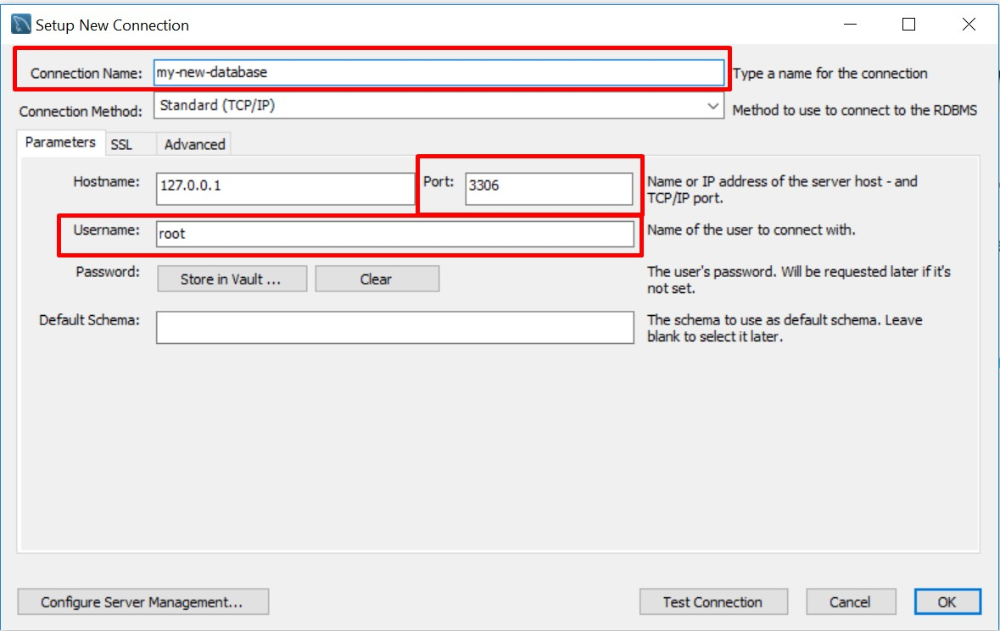 Setup New Connection
Connection Name: my-new-database Type a name for the connection
Connection Method: Standard (TCP/IP) Method to use to connect to the RDBMS
Parameters SSL Advanced
Hostname: 127.0.0.1 Port: 3306 Name or IP address of the server host - and
TCP/IP port.
Username: root Name of the user to connect with.
Password: Store in Vault ... Clear The user's password. Will be requested later if it's
not set.
Default Schema: The schema to use as default schema. Leave
blank to select it later.
Configure Server Management... Test Connection Cancel OK